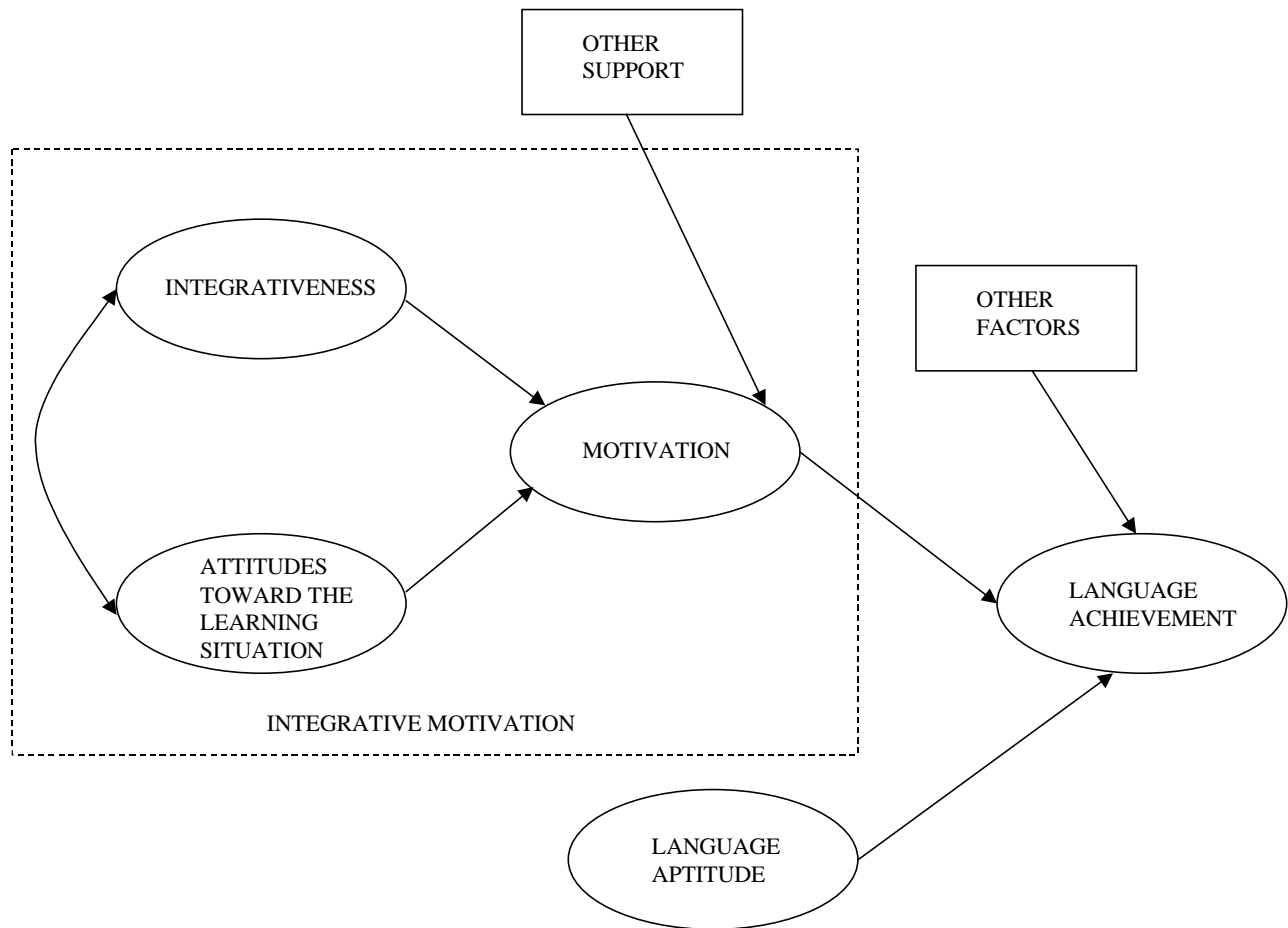 OTHER
SUPPORT
INTEGRATIVENESS
OTHER
FACTORS
MOTIVATION
ATTITUDES
TOWARD THE
LEARNING
SITUATION
LANGUAGE
ACHIEVEMENT
INTEGRATIVE MOTIVATION
LANGUAGE
APTITUDE